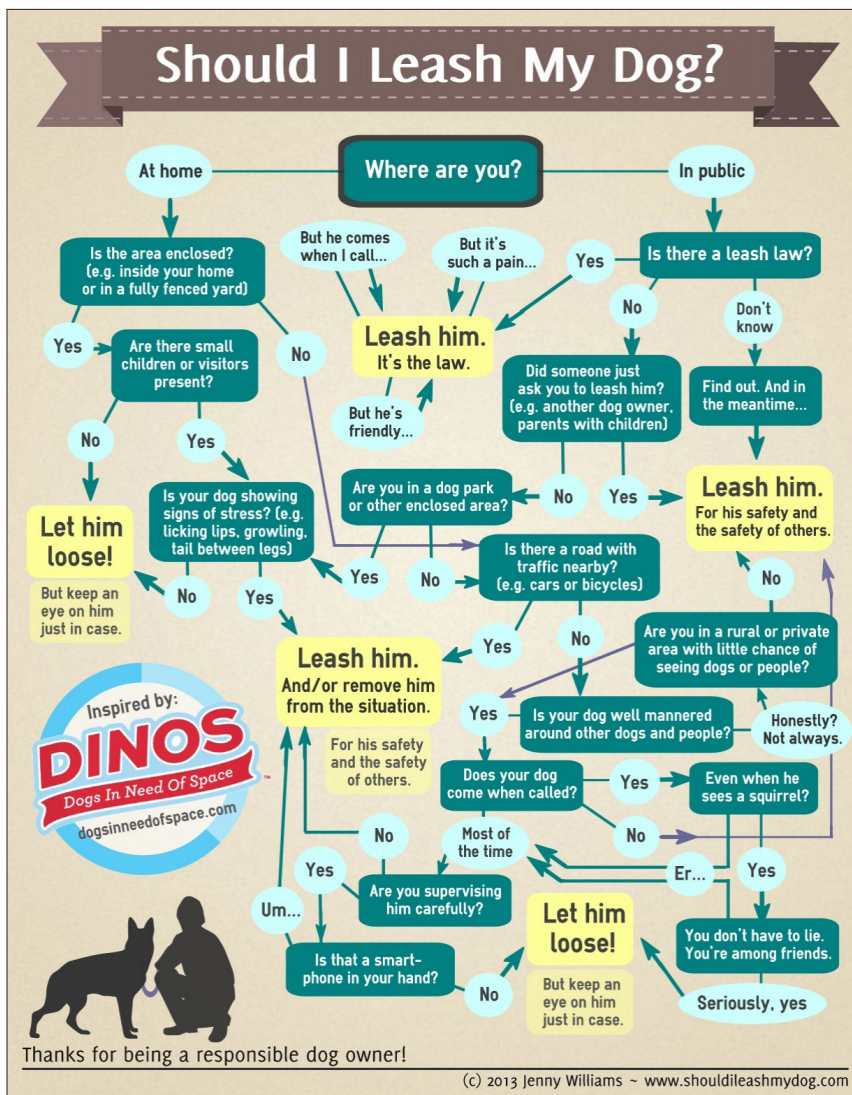 Should I Leash My Dog?
Where are you?
At home
In public
Is the area enclosed?
(e.g. inside your home
or in a fully fenced yard)
But he comes
when I call...
But it's
such a pain...
Yes
Is there a leash law?
No
Don't
know
Leash him.
It's the law.
But he's
friendly...
Yes
Are there small
children or visitors
present?
No
Did someone just
ask you to leash him?
(e.g. another dog owner,
parents with children)
Find out. And in
the meantime...
No
Yes
Let him
loose!
But keep an
eye on him
just in case.
Is your dog showing
signs of stress? (e.g.
licking lips, growling,
tail between legs)
No
Yes
Are you in a dog park
or other enclosed area?
No
Yes
Leash him.
For his safety and
the safety of others.
Yes
No
Is there a road with
traffic nearby?
(e.g. cars or bicycles)
No
Yes
No
Are you in a rural or private
area with little chance of
seeing dogs or people?
Leash him.
And/or remove him
from the situation.
For his safety
and the safety
of others.
Yes
Is your dog well mannered
around other dogs and people?
Honestly?
Not always.
Inspired by:
DINOS
Dogs In Need Of Space
™
dogsinneedofspace.com
Does your dog
come when called?
Yes
Even when he
sees a squirrel?
No
Most of
the time
No
Yes
Er...
Yes
Are you supervising
him carefully?
Um...
Is that a smart-
phone in your hand?
No
Let him
loose!
But keep an
eye on him
just in case.
You don't have to lie.
You're among friends.
Seriously, yes
Thanks for being a responsible dog owner!
(c) 2013 Jenny Williams ~ www.shouldileashmydog.com